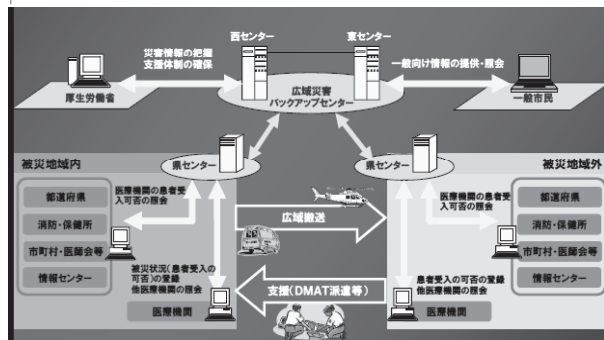 西センター
東センター
災害情報の把握
支援体制の確保
一般向け情報の提供・照会
厚生労働省
広域災害
バックアップセンター
一般市民
被災地域内
県センター
県センター
被災地域外
都道府県
消防・保健所
市町村・医師会等
情報センター
医療機関の患者受
入可否の照会
広域搬送
医療機関の患者受
入可否の照会
都道府県
消防・保健所
市町村・医師会等
情報センター
被災状況(患者受入の
可否)の登録
他医療機関の照会
医療機関
支援(DMAT派遣等)
患者受入の可否の登録
他医療機関の照会
医療機関